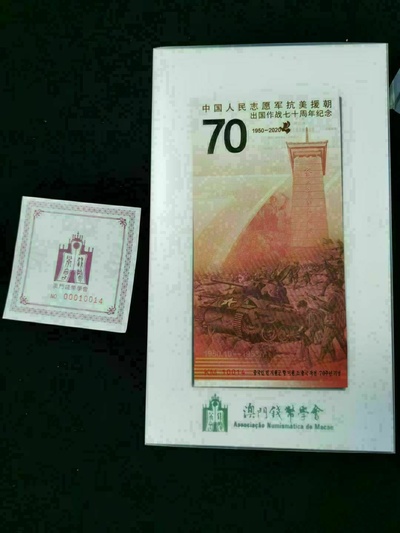 中国人民志愿军抗美援朝
出国作战七十周年纪念
70
1950-2020
澳門錢幣學會
Associação Numismática de Macau
澳門錢幣學會
NO: 00010014